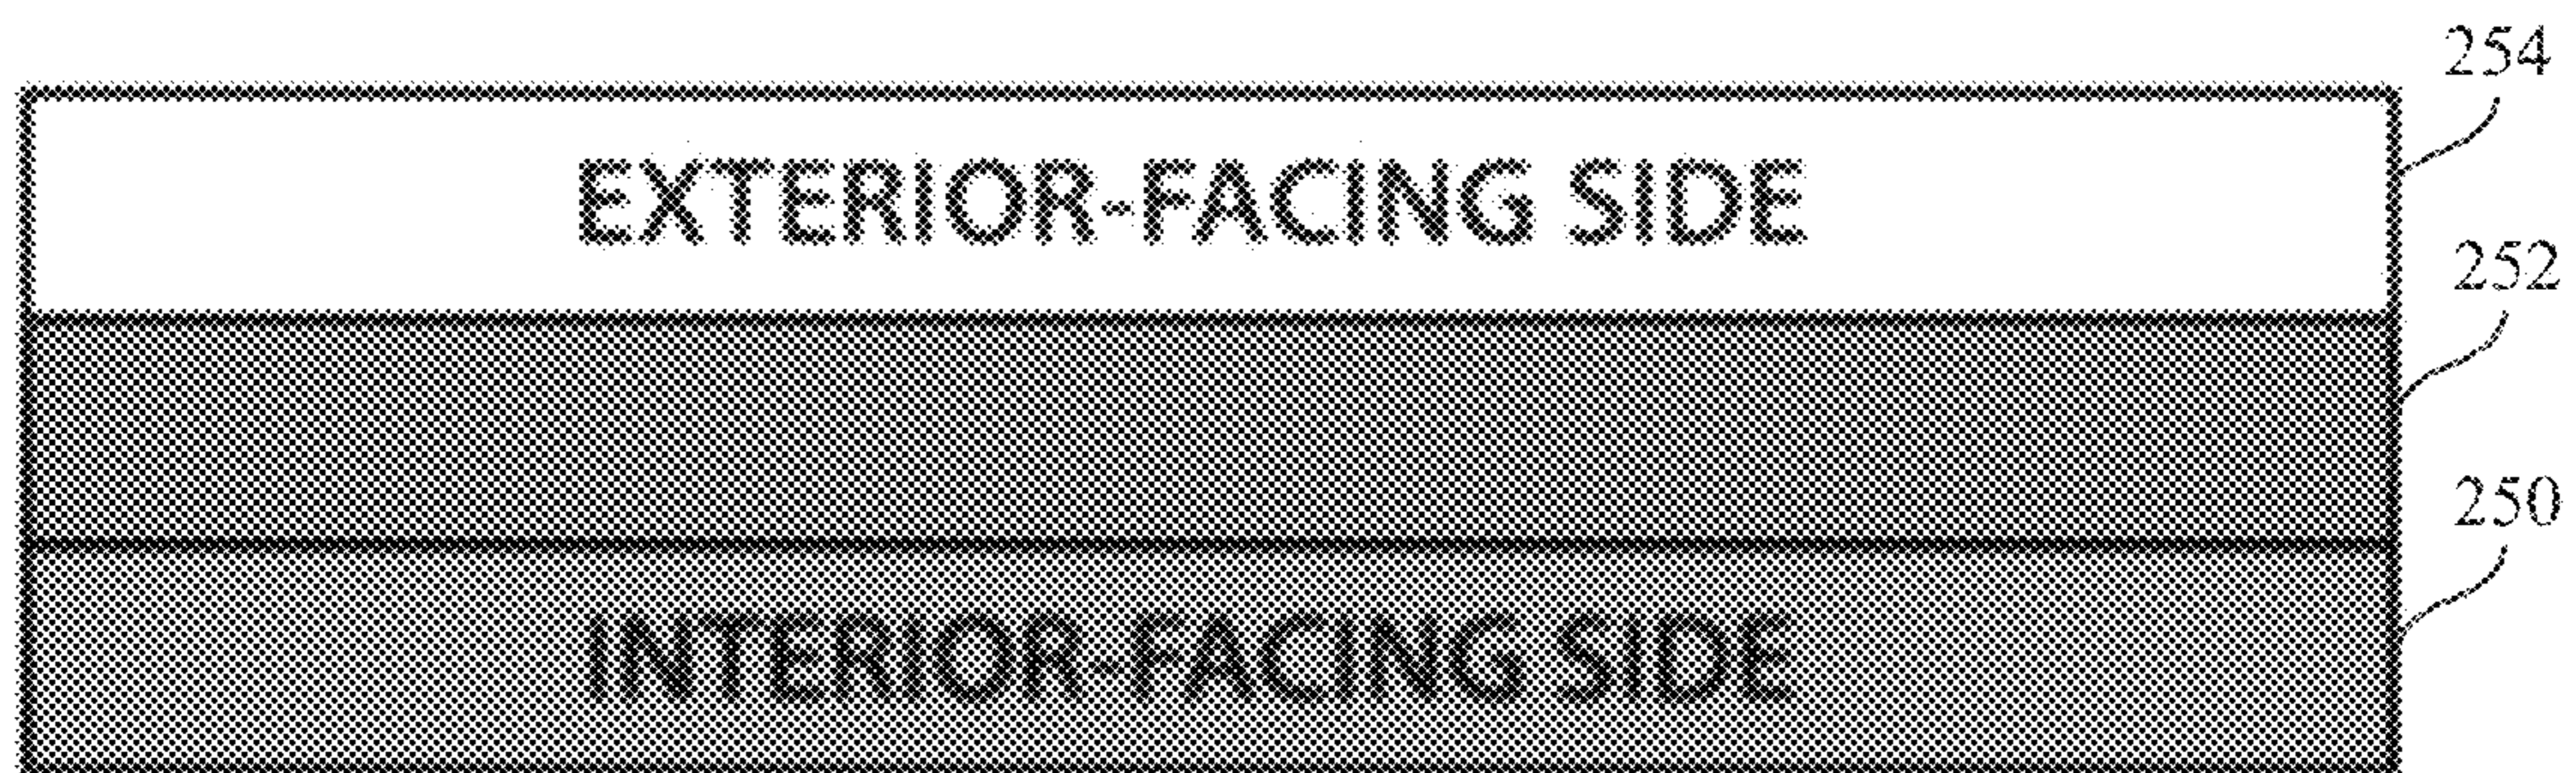 254
EXTERIOR-FACING SIDE
252
250
INTERIOR-FACING SIDE